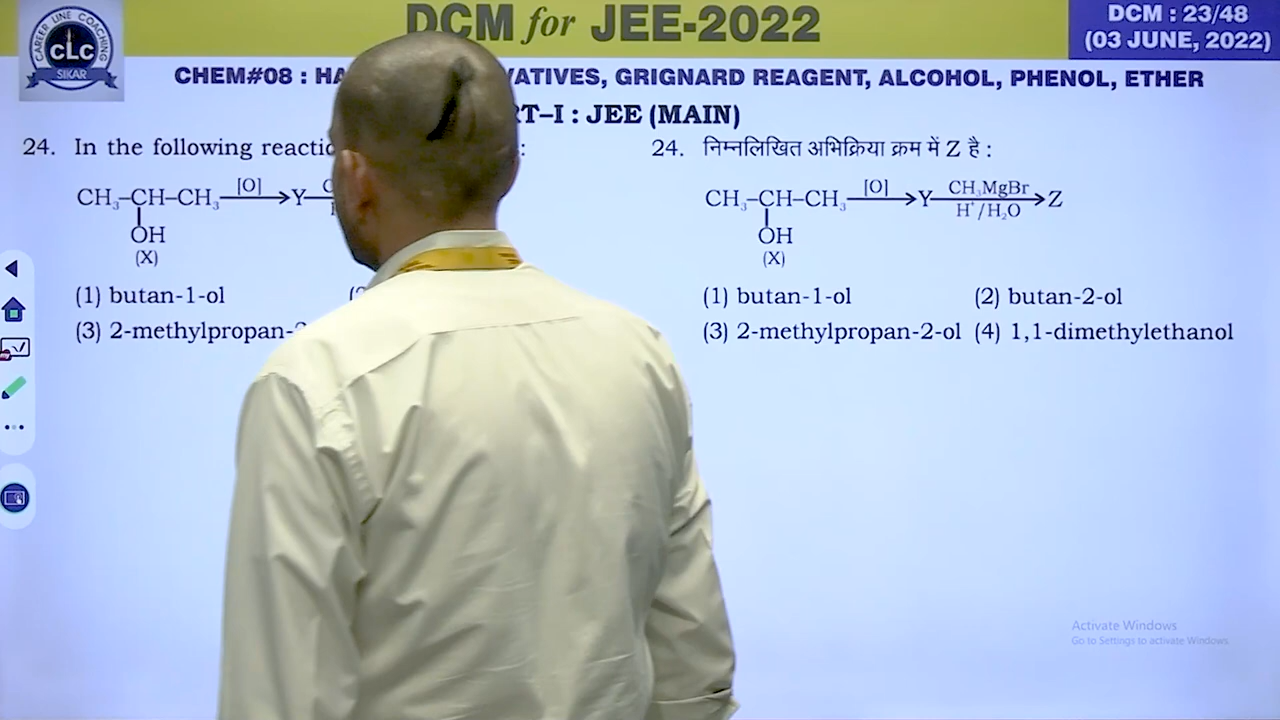 CAREER LINE COACHING
CLC
SIKAR
DCM for JEE-2022
DCM : 23/48
(03 JUNE, 2022)
CHEM#08 : HA VATIVES, GRIGNARD REAGENT, ALCOHOL, PHENOL, ETHER
RT–I : JEE (MAIN)
24. In the following reactio :
CH₃–CH–CH₃ [O] Y C
OH
(X)
(1) butan-1-ol (2
(3) 2-methylpropan-2
24. निम्नलिखित अभिक्रिया क्रम में Z है :
CH₃–CH–CH₃ [O] Y CH₃MgBr Z
H⁺/H₂O
OH
(X)
(1) butan-1-ol (2) butan-2-ol
(3) 2-methylpropan-2-ol (4) 1,1-dimethylethanol
Activate Windows
Go to Settings to activate Windows.